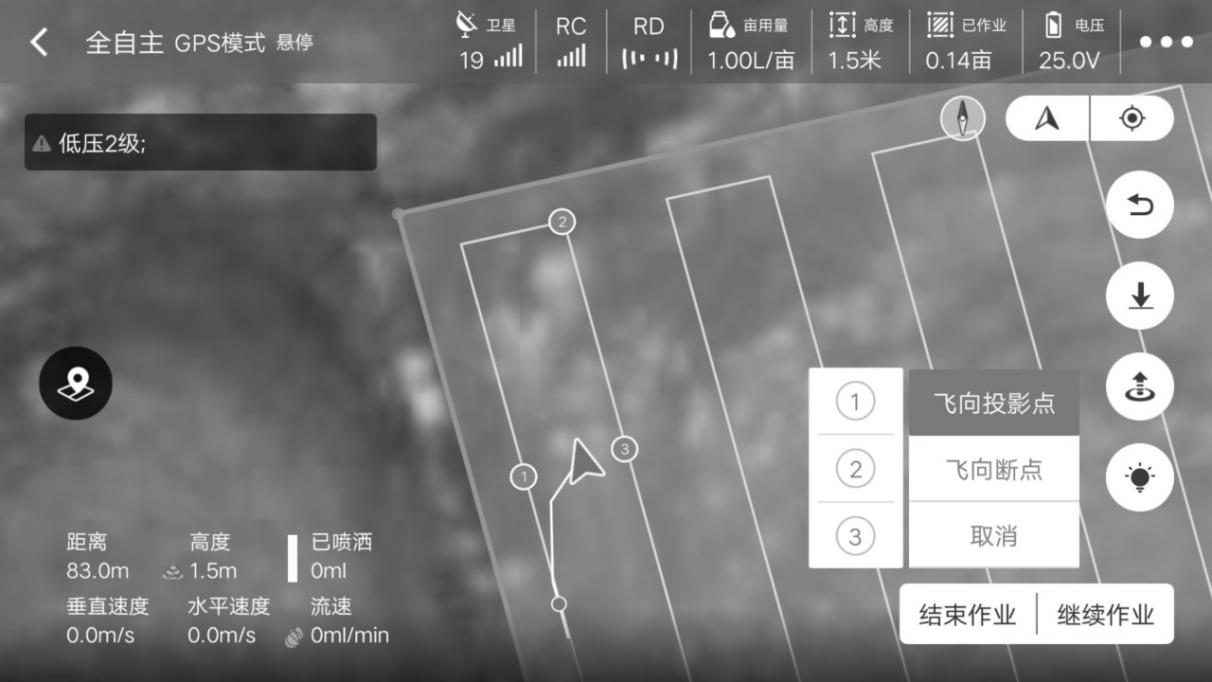 全自主 GPS模式 悬停
卫星
19
RC
RD
亩用量
1.00L/亩
高度
1.5米
已作业
0.14亩
电压
25.0V
低压2级;
2
3
1
1
2
3
飞向投影点
飞向断点
取消
距离
83.0m
高度
1.5m
已喷洒
0ml
垂直速度
0.0m/s
水平速度
0.0m/s
流速
0ml/min
结束作业
继续作业